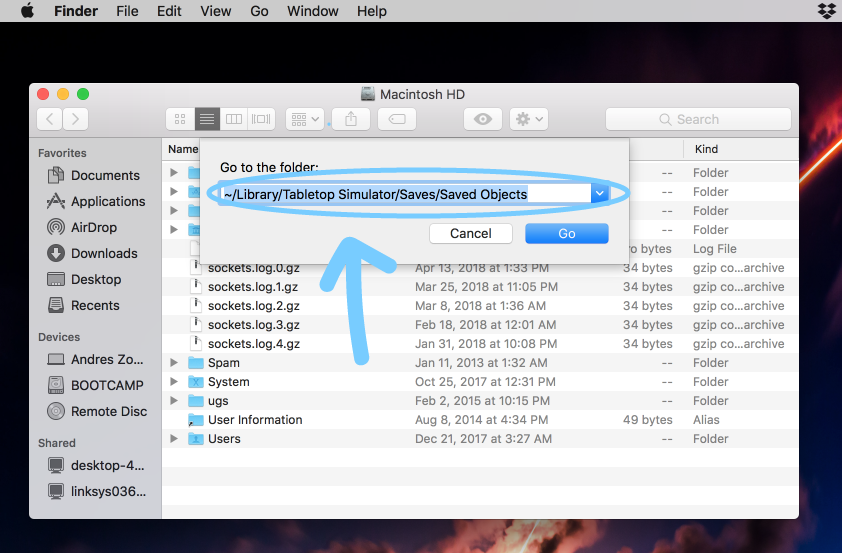 Finder File Edit View Go Window Help
Macintosh HD
Search
Favorites
Documents
Applications
AirDrop
Downloads
Desktop
Recents
Devices
Andres Zo...
BOOTCAMP
Remote Disc
Shared
desktop-4...
linksys036...
Name Kind
Go to the folder:
~/Library/Tabletop Simulator/Saves/Saved Objects
Cancel Go
-- Folder
-- Folder
-- Folder
-- Folder
bytes Log File
sockets.log.0.gz Apr 13, 2018 at 1:33 PM 34 bytes gzip co...archive
sockets.log.1.gz Mar 25, 2018 at 11:05 PM 34 bytes gzip co...archive
sockets.log.2.gz Mar 8, 2018 at 1:36 AM 34 bytes gzip co...archive
sockets.log.3.gz Feb 18, 2018 at 12:01 AM 34 bytes gzip co...archive
sockets.log.4.gz Jan 31, 2018 at 10:08 PM 34 bytes gzip co...archive
Spam Jan 11, 2013 at 1:32 AM -- Folder
System Oct 25, 2017 at 12:31 PM -- Folder
ugs Feb 2, 2015 at 10:15 PM -- Folder
User Information Aug 8, 2014 at 4:34 PM 49 bytes Alias
Users Dec 21, 2017 at 3:27 AM -- Folder